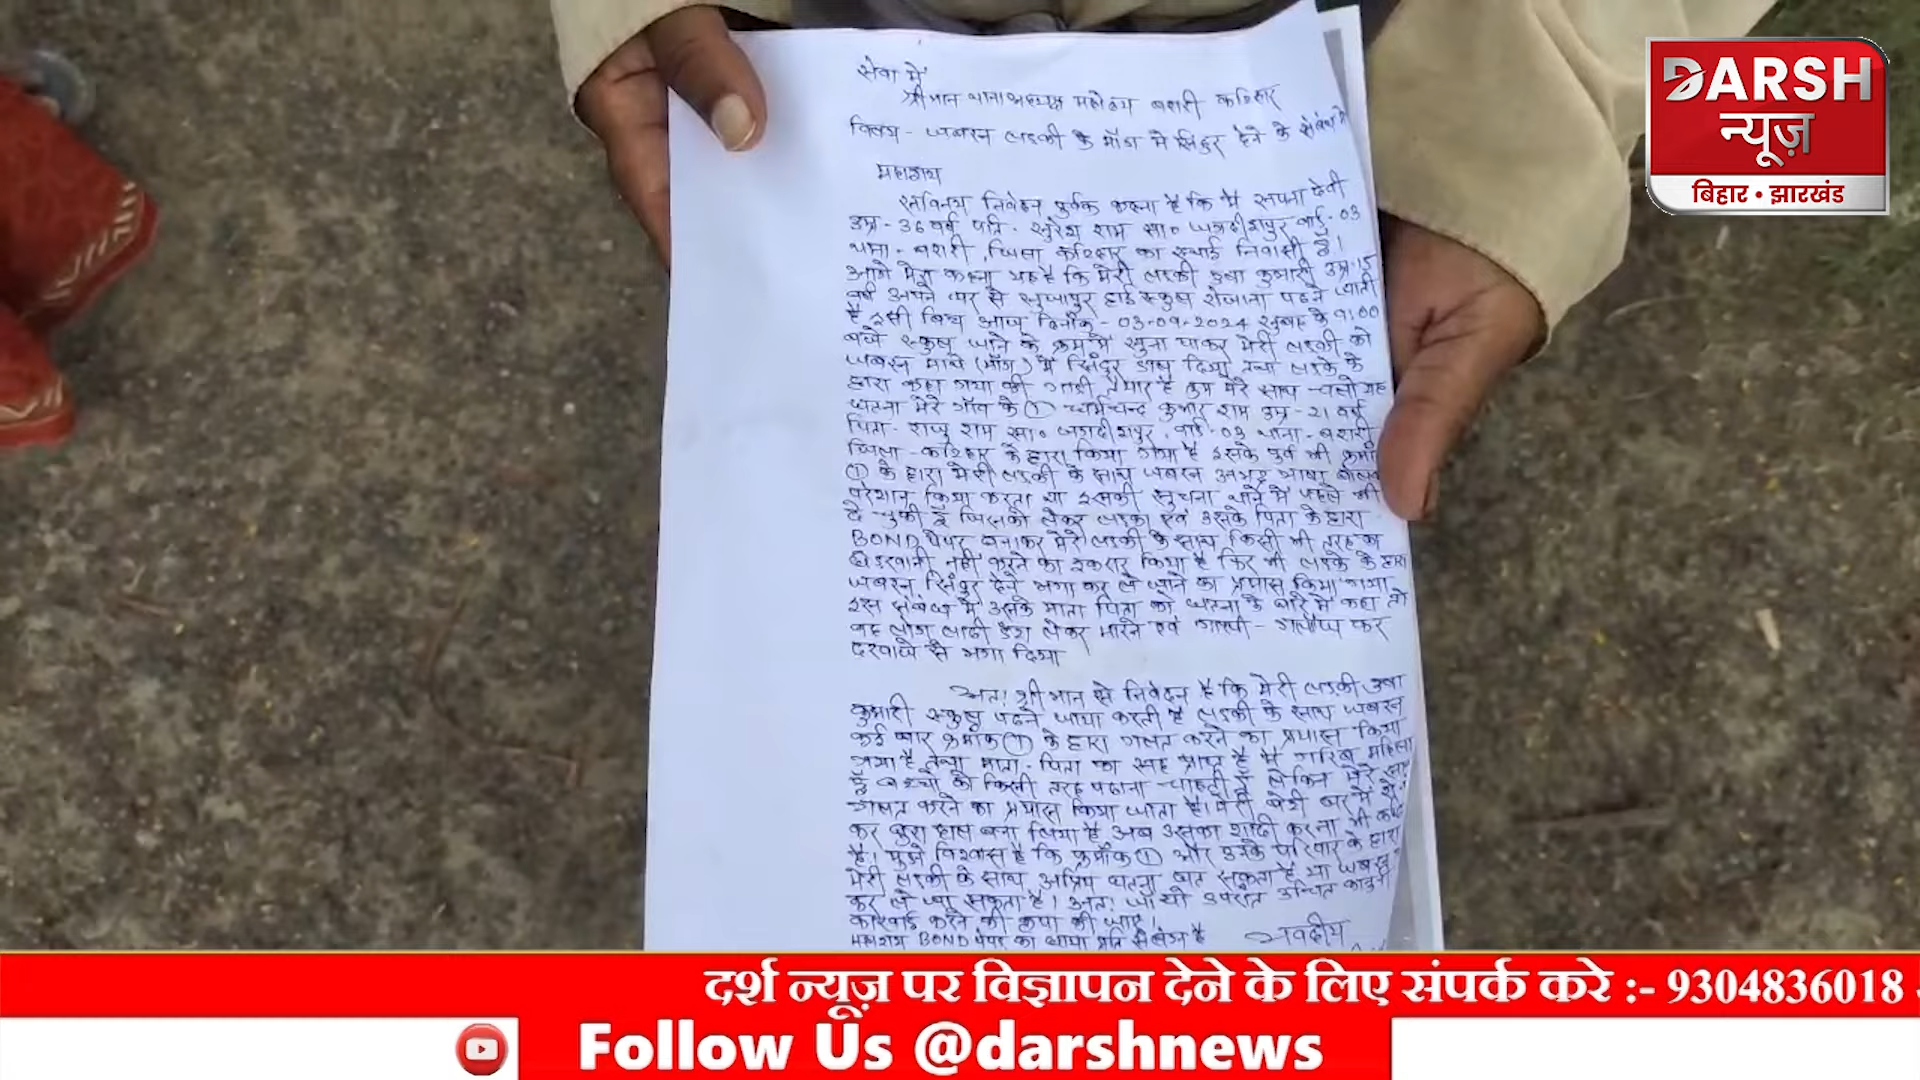 DARSH
न्यूज़
बिहार • झारखंड
सेवा में
श्रीमान थानाअध्यक्ष महोदय बरारी कटिहार
विषय - जबरन लड़की के माँग में सिंदुर देने के संबंध में
महाशय
सविनय निवेदन पुर्वक कहना है कि मैं सपना देवी
उम्र - 36 वर्ष पति - सुरेश राम सा० जगदीशपुर वार्ड - 03
थाना - बरारी, जिला कटिहार का स्थाई निवासी हूँ।
आगे मेरा कहना यह है कि मेरी लड़की कुमारी उम्र - 15
वर्ष अपने घर से सुजापुर हाई स्कुल रोजाना पढ़ने जाती
है इसी बिच आज दिनांक - 03-09-2024 सुबह के 9:00
बजे स्कुल जाने के क्रम में सुना पाकर मेरी लड़की को
जबरन माथे (माँग) में सिंदुर डाल दिया तथा लड़के के
द्वारा कहा गया की गाड़ी तैयार है तुम मेरे साथ चलो यह
घटना मेरे गाँव के ① धर्मचन्द कुमार राम उम्र - 21 वर्ष
पिता - राजु राम सा० जगदीशपुर, वार्ड - 03 थाना - बरारी
जिला - कटिहार के द्वारा किया गया है इसके पुर्व भी
① के द्वारा मेरी लड़की के साथ जबरन अभद्र भाषा बोलकर
परेशान किया करता था इसकी सुचना थाने में पहले भी
दे चुकी हूँ जिसको लेकर लड़का एवं उसके पिता के द्वारा
BOND पेपर बनाकर मेरे लड़की के साथ किसी भी तरह का
छेड़खानी नहीं करने का इकरार किया है फिर भी लड़के के द्वारा
जबरन सिंदुर देने भगा कर ले जाने का प्रयास किया गया
इस संबंध में उसके माता पिता को घटना के बारे में कहा तो
वह लोग लाठी डंडा लेकर मारने एवं गाली - गलौज कर
दरवाजे से भगा दिया
अतः श्रीमान से निवेदन है कि मेरी लड़की
कुमारी स्कुल पढ़ने जाया करती है लड़की के साथ जबरन
कई बार क्रमांक ① के द्वारा गलत करने का प्रयास किया
गया है तथा माता - पिता का सह प्राप्त है मैं गरिब महिला
हूँ बच्चों को किसी तरह पढ़ाना चाहती हूँ लेकिन मेरे साथ
गलत करने का प्रयास किया जाता है। मेरी बेटी घर में
कर बुरा हाल बना लिया है अब उसका शादी करना भी कठिन
है। मुझे विश्वास है कि क्रमाँक ① और उसके परिवार के द्वारा
मेरी लड़की के साथ अप्रिय घटना घट सकता है या जबरन
कर ले जा सकता है। अतः उपरांत उचित कानुनी
कारवाई करने की कृपा की जाए।
महाशय BOND पेपर का छाया प्रति संलग्न है
भवदीय
दर्श न्यूज़ पर विज्ञापन देने के लिए संपर्क करे :- 9304836018
Follow Us @darshnews